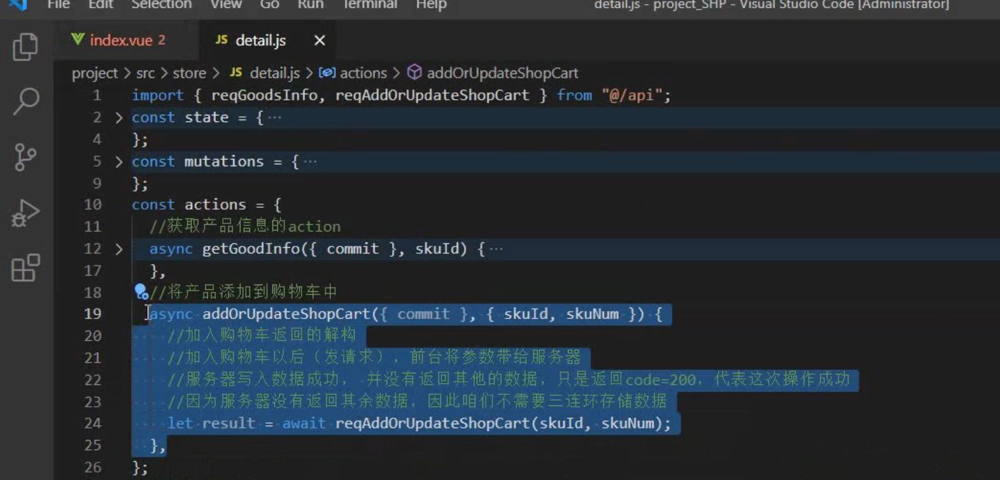 File Edit Selection View Go Run Terminal Help detail.js - project_SHP - Visual Studio Code [Administrator]
index.vue 2 JS detail.js
project > src > store > JS detail.js > actions > addOrUpdateShopCart
1 import { reqGoodsInfo, reqAddOrUpdateShopCart } from "@/api";
2 const state = {···
4 };
5 const mutations = {···
9 };
10 const actions = {
11 //获取产品信息的action
12 async getGoodInfo({ commit }, skuId) {···
17 },
18 //将产品添加到购物车中
19 async addOrUpdateShopCart({ commit }, { skuId, skuNum }) {
20 //加入购物车返回的解构
21 //加入购物车以后（发请求），前台将参数带给服务器
22 //服务器写入数据成功，并没有返回其他的数据，只是返回code=200，代表这次操作成功
23 //因为服务器没有返回其余数据，因此咱们不需要三连环存储数据
24 let result = await reqAddOrUpdateShopCart(skuId, skuNum);
25 },
26 };